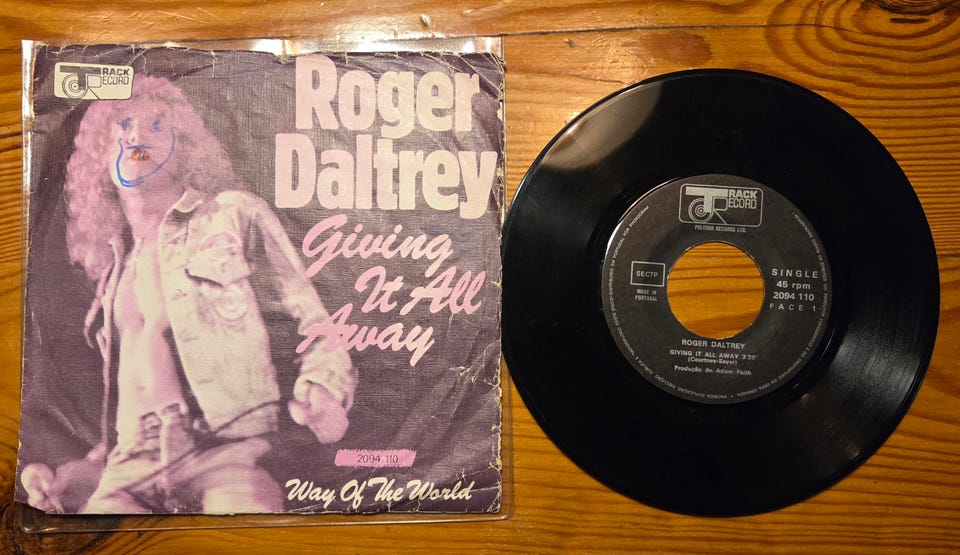 TRACK
RECORD
Roger
Daltrey
Giving
It All
Away
2094 110
Way Of The World
TRACK
RECORD
POLYDOR RECORDS LTD.
SECTP
MADE IN
PORTUGAL
SINGLE
45 rpm
2094 110
FACE 1
ROGER DALTREY
GIVING IT ALL AWAY 3'26"
(Courtney-Sayer)
Produção de: Adam Faith